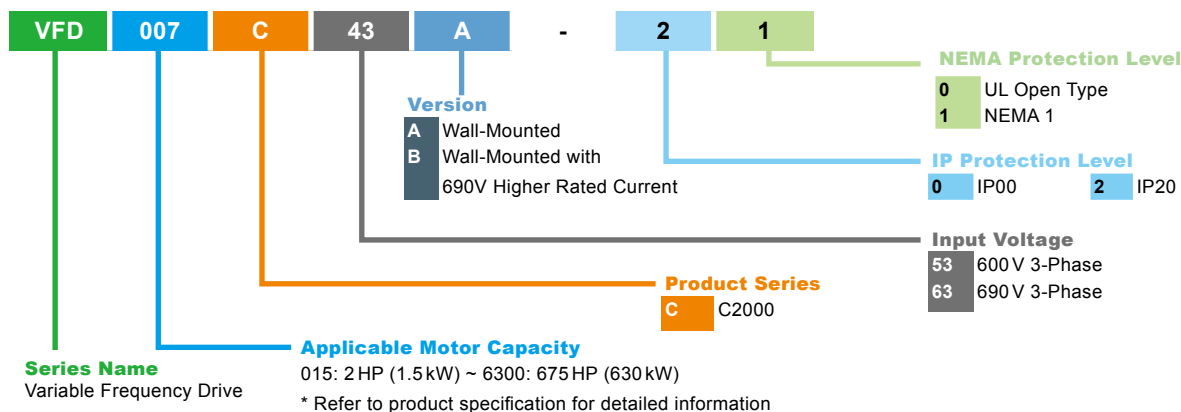 VFD 007 C 43 A - 2 1
NEMA Protection Level
0 UL Open Type
1 NEMA 1
Version
A Wall-Mounted
B Wall-Mounted with
690V Higher Rated Current
IP Protection Level
0 IP00 2 IP20
Input Voltage
53 600 V 3-Phase
63 690 V 3-Phase
Product Series
C C2000
Applicable Motor Capacity
015: 2 HP (1.5 kW) ~ 6300: 675 HP (630 kW)
* Refer to product specification for detailed information
Series Name
Variable Frequency Drive